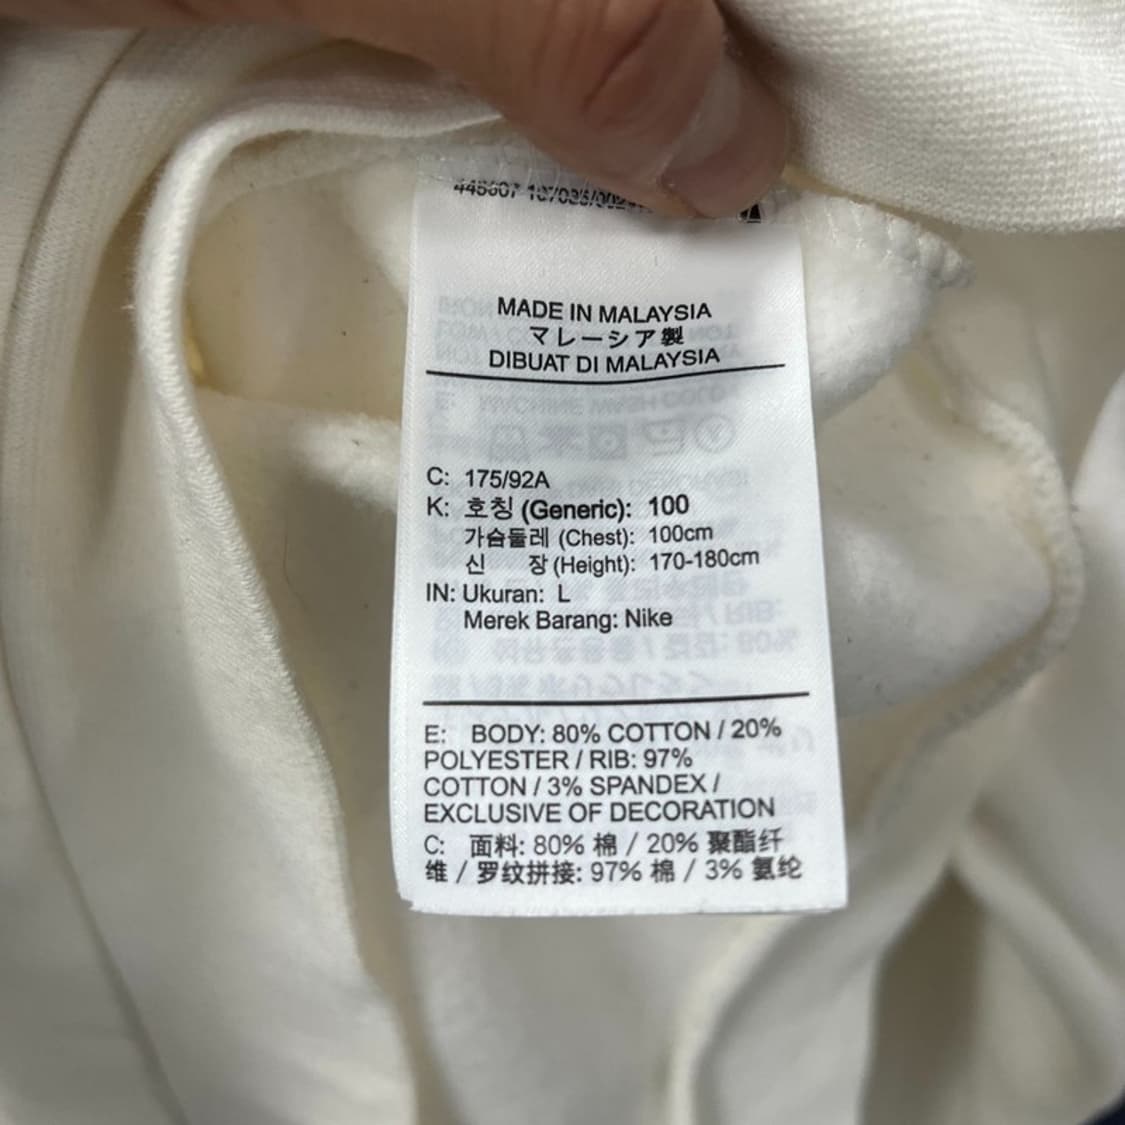 MADE IN MALAYSIA
マレーシア製
DIBUAT DI MALAYSIA
C: 175/92A
K: 호칭 (Generic): 100
가슴둘레 (Chest): 100cm
신 장 (Height): 170-180cm
IN: Ukuran: L
Merek Barang: Nike
E: BODY: 80% COTTON / 20%
POLYESTER / RIB: 97%
COTTON / 3% SPANDEX /
EXCLUSIVE OF DECORATION
C: 面料: 80% 棉 / 20% 聚酯纤
维 / 罗纹拼接: 97% 棉 / 3% 氨纶